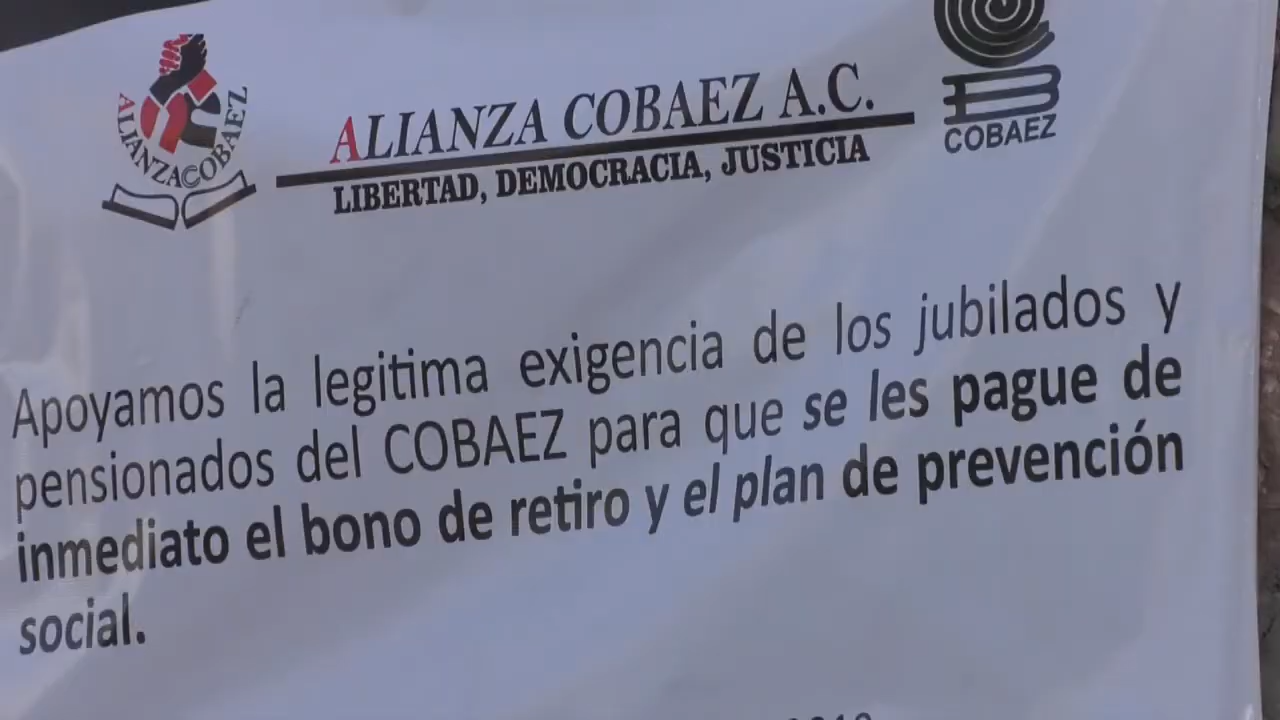 ALIANZACOBAEZ
ALIANZA COBAEZ A.C.
LIBERTAD, DEMOCRACIA, JUSTICIA
COBAEZ
Apoyamos la legitima exigencia de los jubilados y
pensionados del COBAEZ para que se les pague de
inmediato el bono de retiro y el plan de prevención
social.